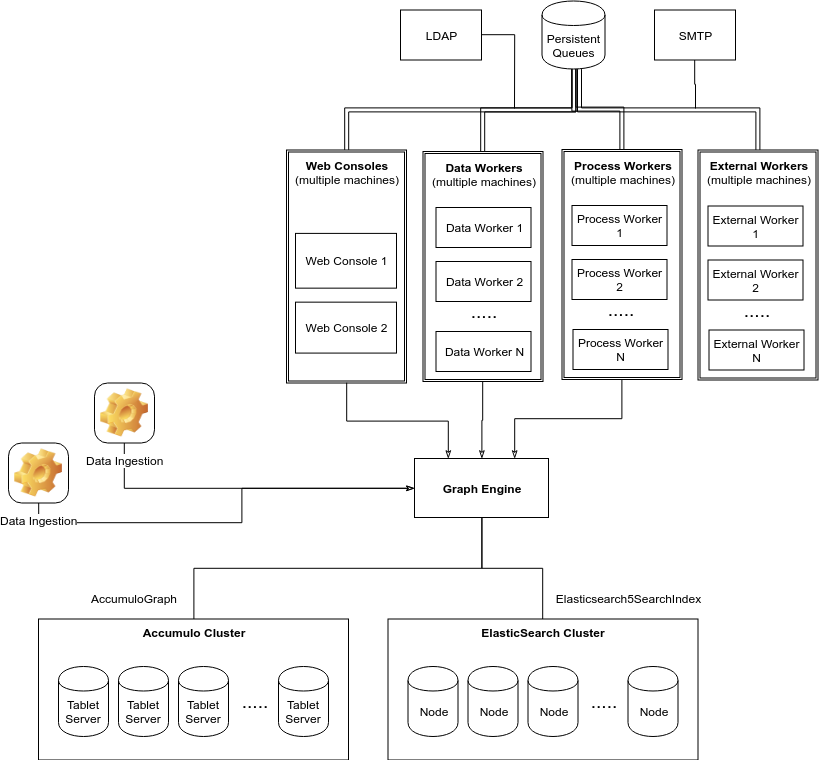 LDAP
Persistent
Queues
SMTP
Web Consoles
(multiple machines)
Web Console 1
Web Console 2
Data Workers
(multiple machines)
Data Worker 1
Data Worker 2
.....
Data Worker N
Process Workers
(multiple machines)
Process Worker
1
Process Worker
2
.....
Process Worker
N
External Workers
(multiple machines)
External Worker
1
External Worker
2
.....
External Worker
N
Data Ingestion
Data Ingestion
Graph Engine
AccumuloGraph
Elasticsearch5SearchIndex
Accumulo Cluster
Tablet
Server
Tablet
Server
Tablet
Server
.....
Tablet
Server
ElasticSearch Cluster
Node
Node
Node
.....
Node